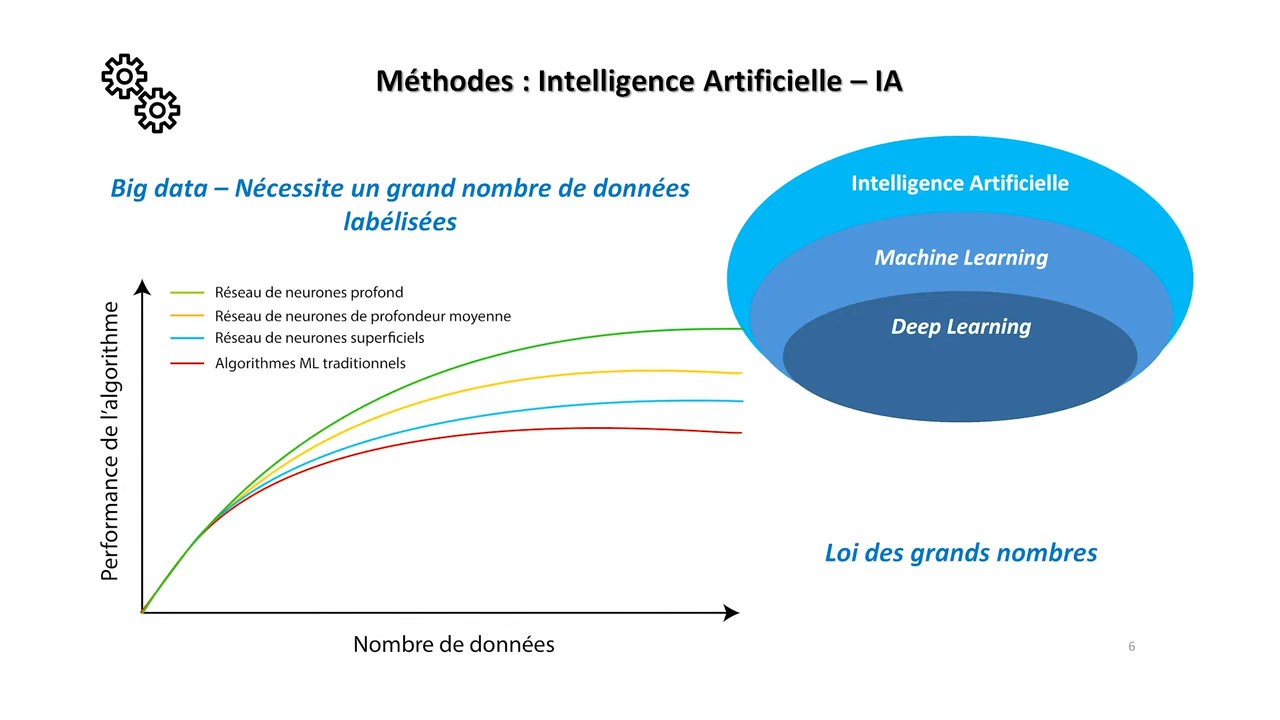 Méthodes : Intelligence Artificielle – IA
Big data – Nécessite un grand nombre de données
labélisées
Intelligence Artificielle
Machine Learning
Deep Learning
Réseau de neurones profond
Réseau de neurones de profondeur moyenne
Réseau de neurones superficiels
Algorithmes ML traditionnels
Performance de l'algorithme
Nombre de données
Loi des grands nombres
6